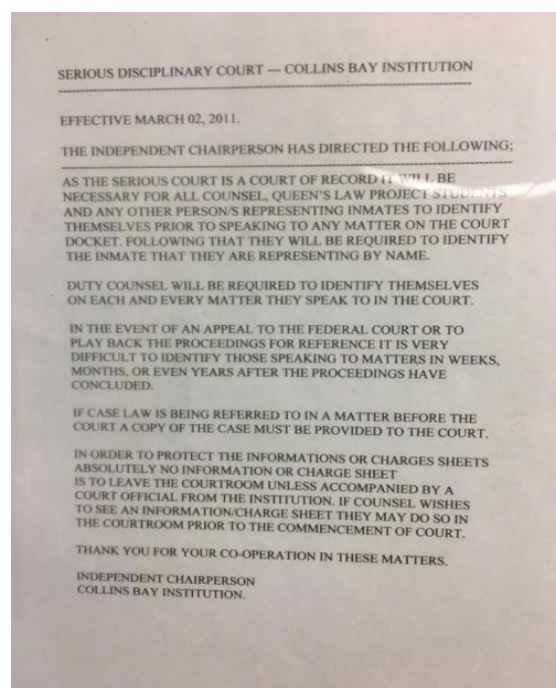 SERIOUS DISCIPLINARY COURT --- COLLINS BAY INSTITUTION
EFFECTIVE MARCH 02, 2011.
THE INDEPENDENT CHAIRPERSON HAS DIRECTED THE FOLLOWING;
AS THE SERIOUS COURT IS A COURT OF RECORD IT WILL BE
NECESSARY FOR ALL COUNSEL, QUEEN'S LAW PROJECT STUDENTS
AND ANY OTHER PERSON/S REPRESENTING INMATES TO IDENTIFY
THEMSELVES PRIOR TO SPEAKING TO ANY MATTER ON THE COURT
DOCKET. FOLLOWING THAT THEY WILL BE REQUIRED TO IDENTIFY
THE INMATE THAT THEY ARE REPRESENTING BY NAME.
DUTY COUNSEL WILL BE REQUIRED TO IDENTIFY THEMSELVES
ON EACH AND EVERY MATTER THEY SPEAK TO IN THE COURT.
IN THE EVENT OF AN APPEAL TO THE FEDERAL COURT OR TO
PLAY BACK THE PROCEEDINGS FOR REFERENCE IT IS VERY
DIFFICULT TO IDENTIFY THOSE SPEAKING TO MATTERS IN WEEKS,
MONTHS, OR EVEN YEARS AFTER THE PROCEEDINGS HAVE
CONCLUDED.
IF CASE LAW IS BEING REFERRED TO IN A MATTER BEFORE THE
COURT A COPY OF THE CASE MUST BE PROVIDED TO THE COURT.
IN ORDER TO PROTECT THE INFORMATIONS OR CHARGES SHEETS
ABSOLUTELY NO INFORMATION OR CHARGE SHEET
IS TO LEAVE THE COURTROOM UNLESS ACCOMPANIED BY A
COURT OFFICIAL FROM THE INSTITUTION. IF COUNSEL WISHES
TO SEE AN INFORMATION/CHARGE SHEET THEY MAY DO SO IN
THE COURTROOM PRIOR TO THE COMMENCEMENT OF COURT.
THANK YOU FOR YOUR CO-OPERATION IN THESE MATTERS.
INDEPENDENT CHAIRPERSON
COLLINS BAY INSTITUTION.